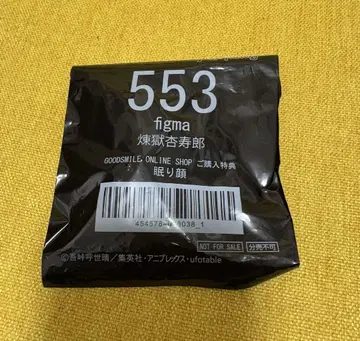 553
figma
煉獄杏寿郎
GOODSMILE ONLINE SHOP ご購入特典
眠り顔
NOT FOR SALE 分売不可
©吾峠呼世晴／集英社・アニプレックス・ufotable